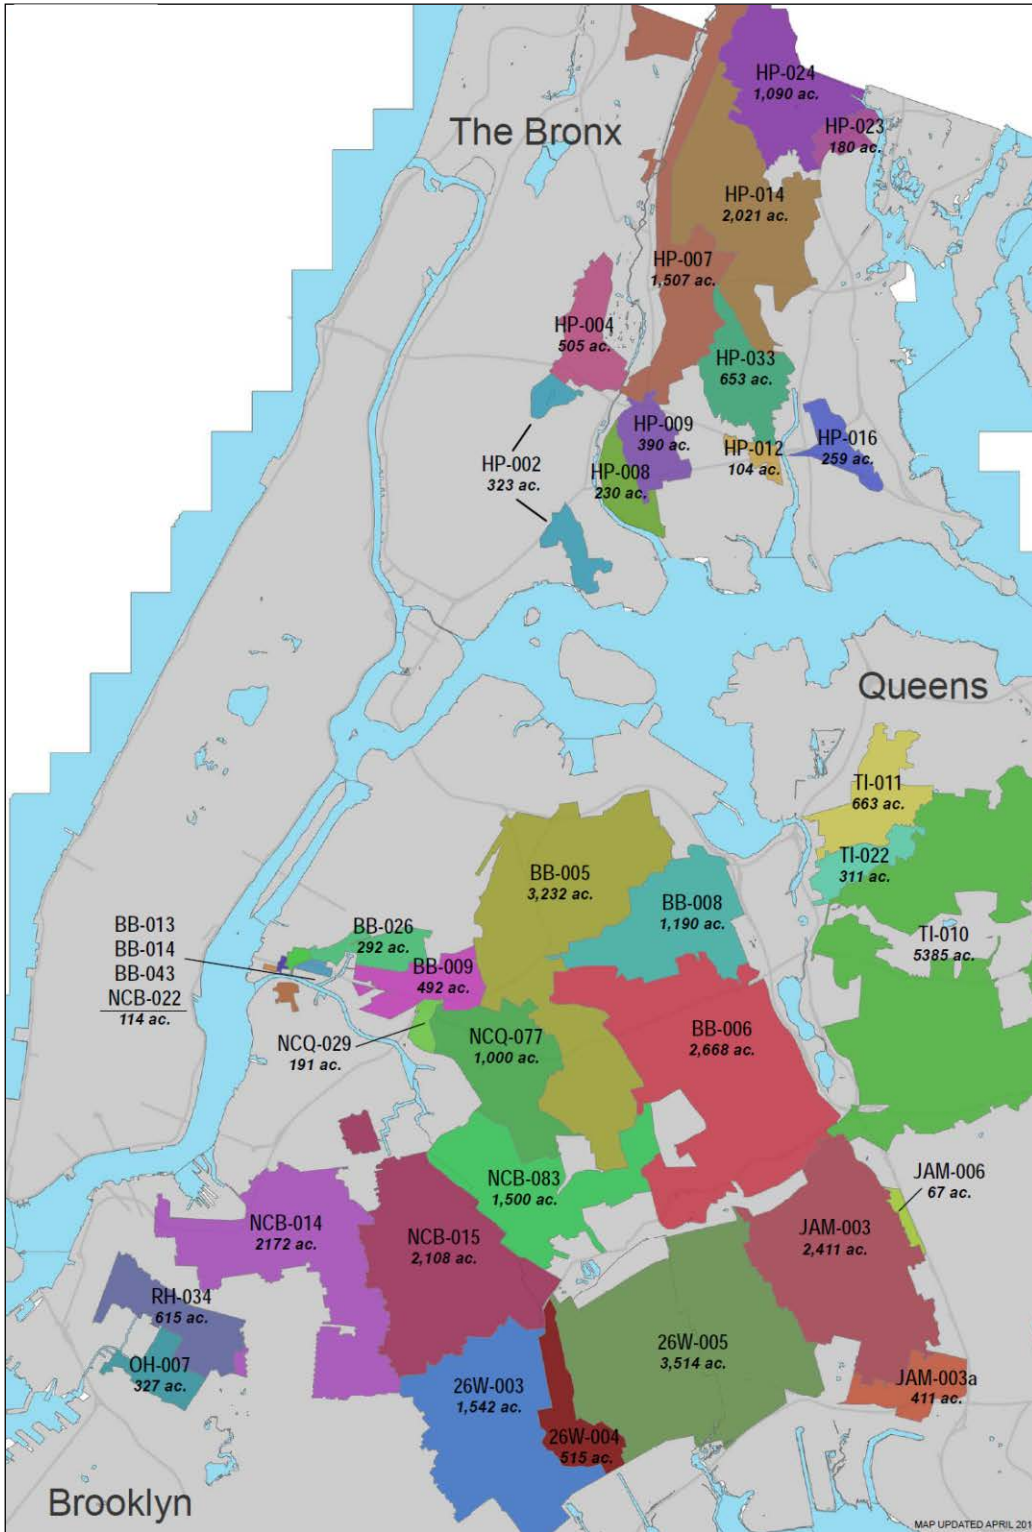 HP-024
1,090 ac.
The Bronx
HP-023
180 ac.
HP-014
2,021 ac.
HP-007
1,507 ac.
HP-004
505 ac.
HP-033
653 ac.
HP-009
390 ac.
HP-012
104 ac.
HP-016
259 ac.
HP-002
323 ac.
HP-008
230 ac.
Queens
TI-011
663 ac.
TI-022
311 ac.
BB-005
3,232 ac.
BB-008
1,190 ac.
BB-013
BB-014
BB-043
NCB-022
114 ac.
BB-026
292 ac.
TI-010
5385 ac.
BB-009
492 ac.
NCQ-029
191 ac.
NCQ-077
1,000 ac.
BB-006
2,668 ac.
NCB-083
1,500 ac.
JAM-006
67 ac.
NCB-014
2172 ac.
NCB-015
2,108 ac.
JAM-003
2,411 ac.
RH-034
615 ac.
26W-005
3,514 ac.
OH-007
327 ac.
26W-003
1,542 ac.
JAM-003a
411 ac.
26W-004
515 ac.
Brooklyn
MAP UPDATED APRIL 201